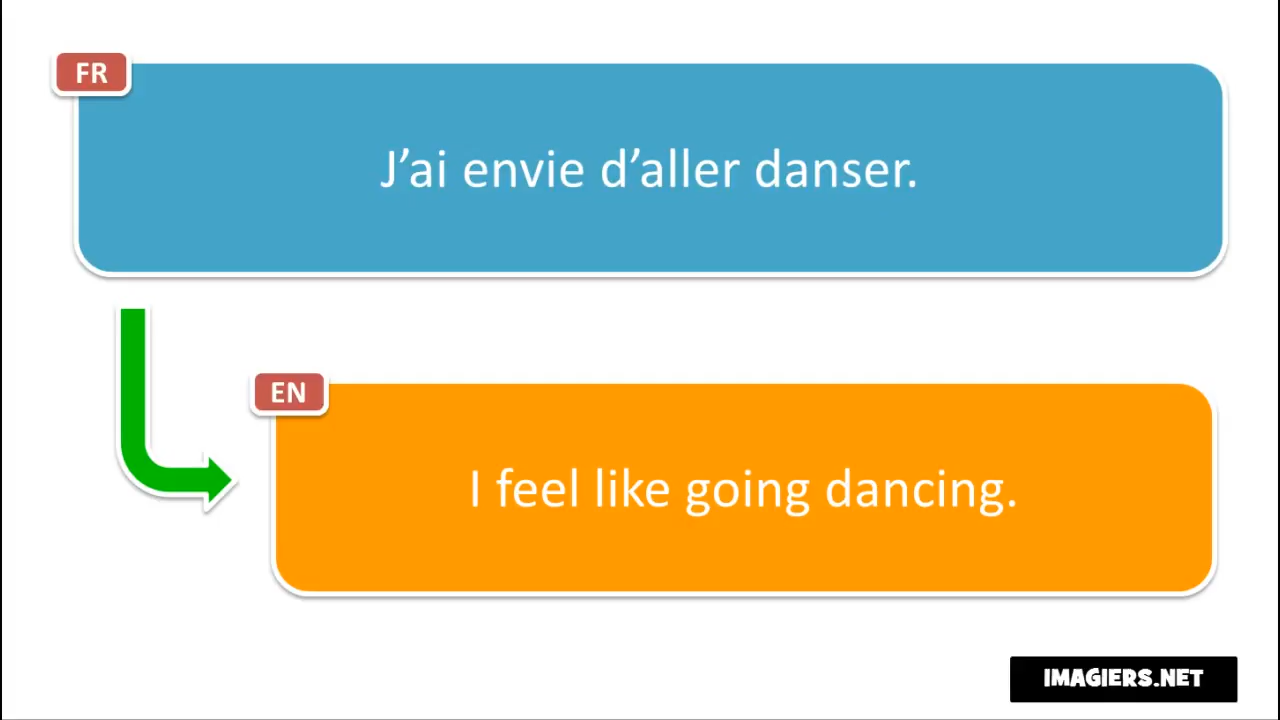 FR
J’ai envie d’aller danser.
EN
I feel like going dancing.
IMAGIERS.NET